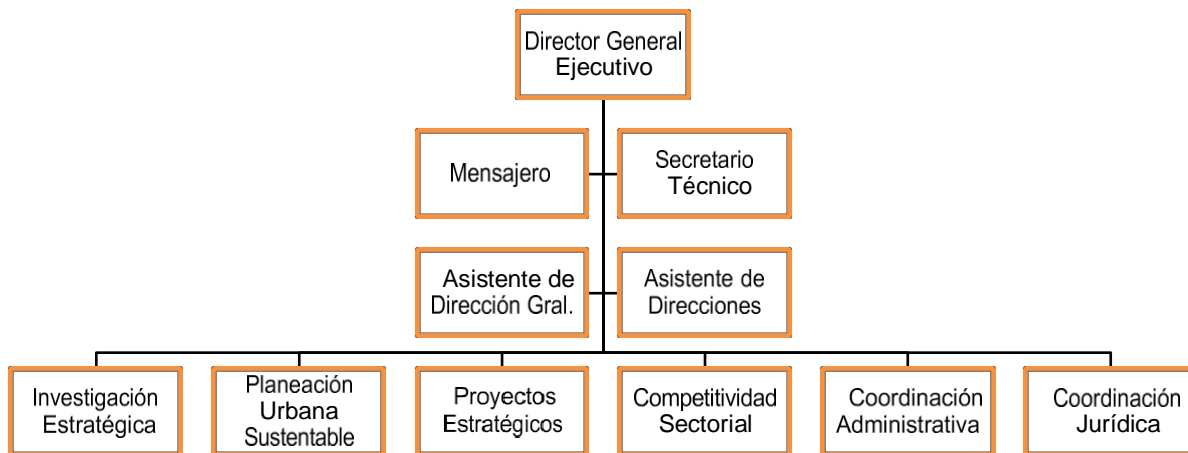 Director General
Ejecutivo
Mensajero
Secretario
Técnico
Asistente de
Dirección Gral.
Asistente de
Direcciones
Investigación
Estratégica
Planeación
Urbana
Sustentable
Proyectos
Estratégicos
Competitividad
Sectorial
Coordinación
Administrativa
Coordinación
Jurídica